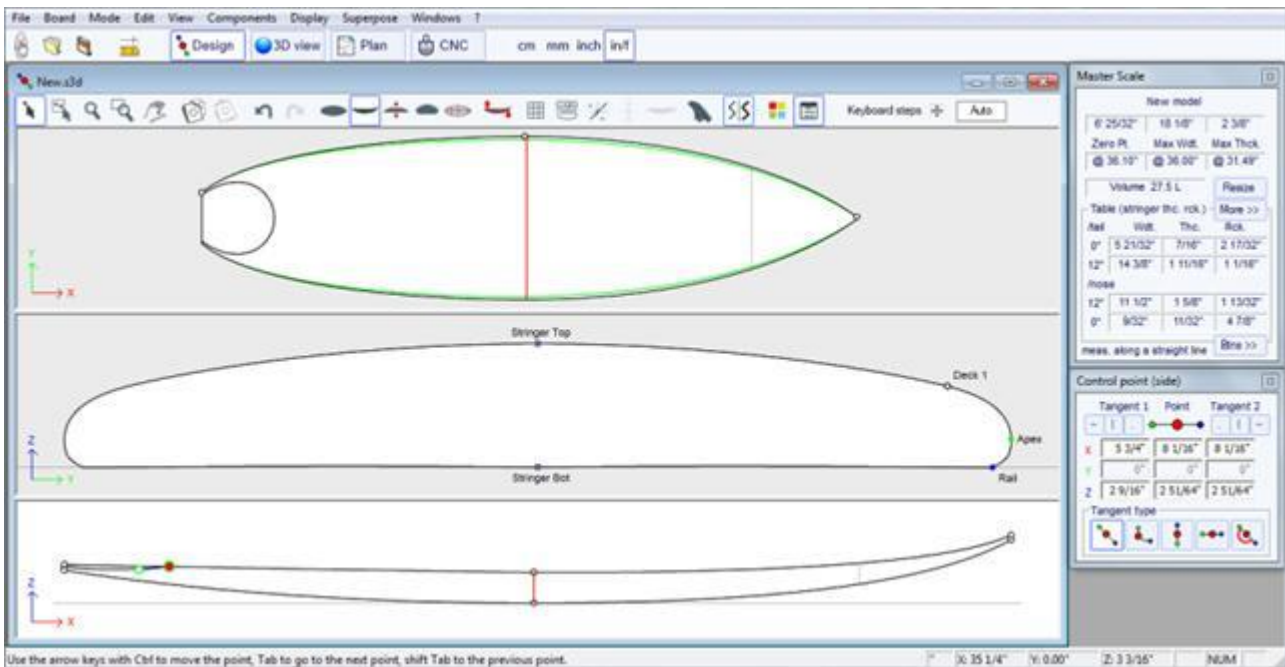 File Board Mode Edit View Components Display Superpose Windows ?
Design 3D view Plan CNC cm mm inch in/f
New.s3d
Keyboard steps Auto
Y
X
Stringer Top
Deck 1
Apex
Rail
Stringer Bot
Z
Y
Z
X
Master Scale
New model
6' 25/32" 18 1/8" 2 3/8"
Zero Pt. Max Wdt. Max Thck.
@ 36.10" @ 36.00" @ 31.49"
Volume 27.5 L Resize
Table (stringer thc. rck.) More >>
/tail Wdt. Thc. Rck.
0" 5 21/32" 7/16" 2 17/32"
12" 14 3/8" 1 11/16" 1 1/16"
/nose
12" 11 1/2" 1 5/8" 1 13/32"
0" 9/32" 11/32" 4 7/8"
meas. along a straight line
Control point (side)
Tangent 1 Point Tangent 2
X 5 3/4" 8 1/16" 8 1/16"
Y 0" 0" 0"
Z 2 9/16" 2 51/64" 2 51/64"
Tangent type
Use the arrow keys with Ctrl to move the point, Tab to go to the next point, shift Tab to the previous point.
X: 35 1/4" Y: 0.00" Z: 3 3/16" NUM